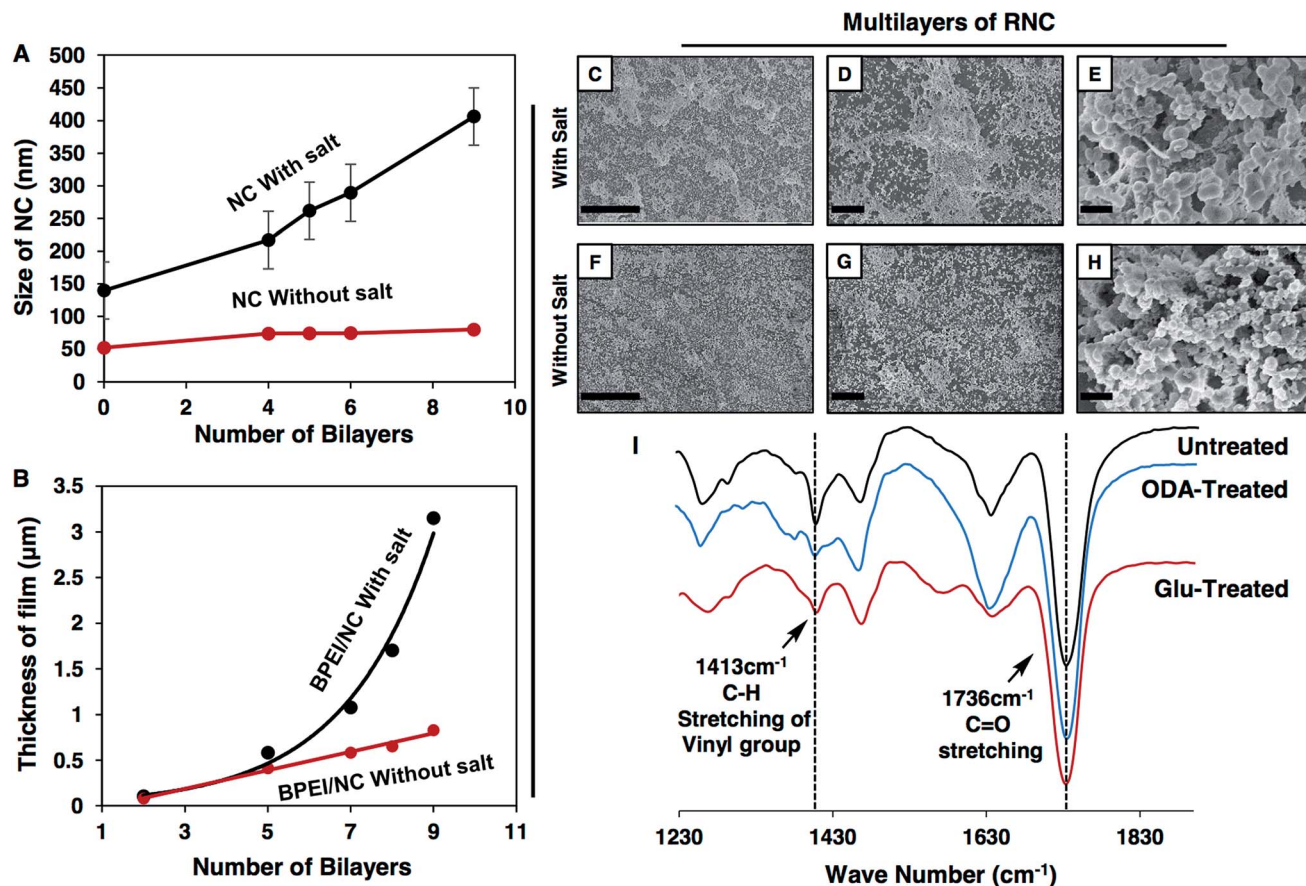 A
500
450
400
350
300
250
200
150
100
50
0
Size of NC (nm)
NC With salt
NC Without salt
0
2
4
6
8
10
Number of Bilayers
B
3.5
3
2.5
2
1.5
1
0.5
0
Thickness of film (µm)
BPEI/NC With salt
BPEI/NC Without salt
1
3
5
7
9
11
Number of Bilayers
Multilayers of RNC
With Salt
C
D
E
Without Salt
F
G
H
I
Untreated
ODA-Treated
Glu-Treated
1413cm⁻¹
C-H
Stretching of
Vinyl group
1736cm⁻¹
C=O
stretching
1230
1430
1630
1830
Wave Number (cm⁻¹)